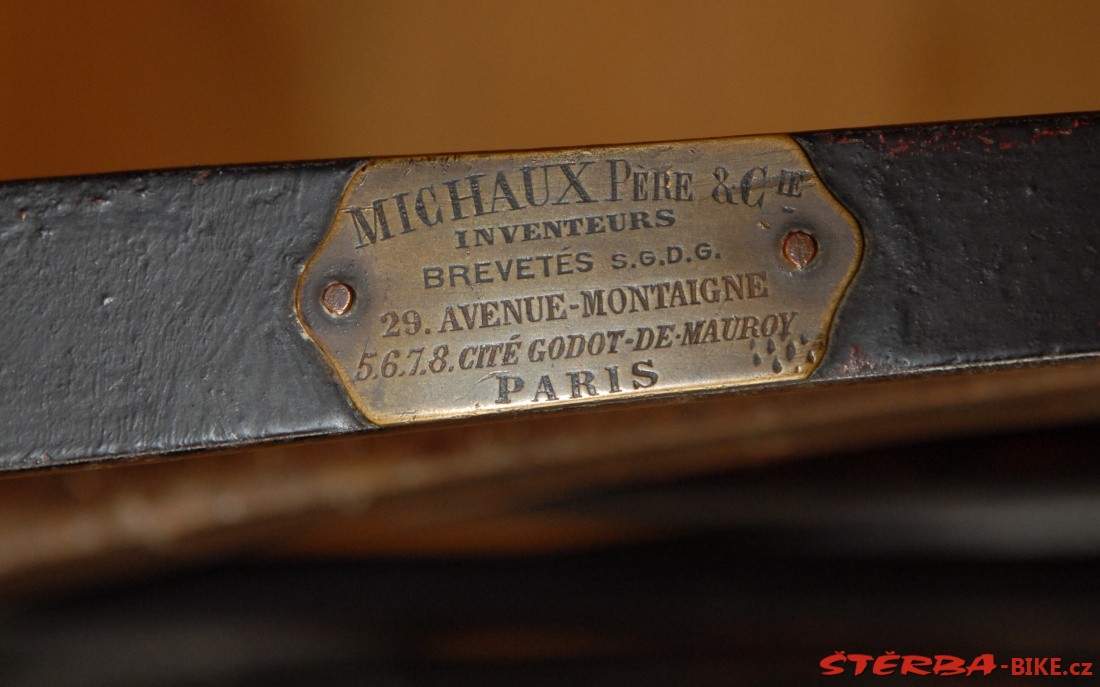 MICHAUX PÈRE & CIE
INVENTEURS
BREVETÉS S.G.D.G.
29. AVENUE-MONTAIGNE
5.6.7.8. CITÉ GODOT-DE-MAUROY
PARIS
ŠTĚRBA-BIKE.cz